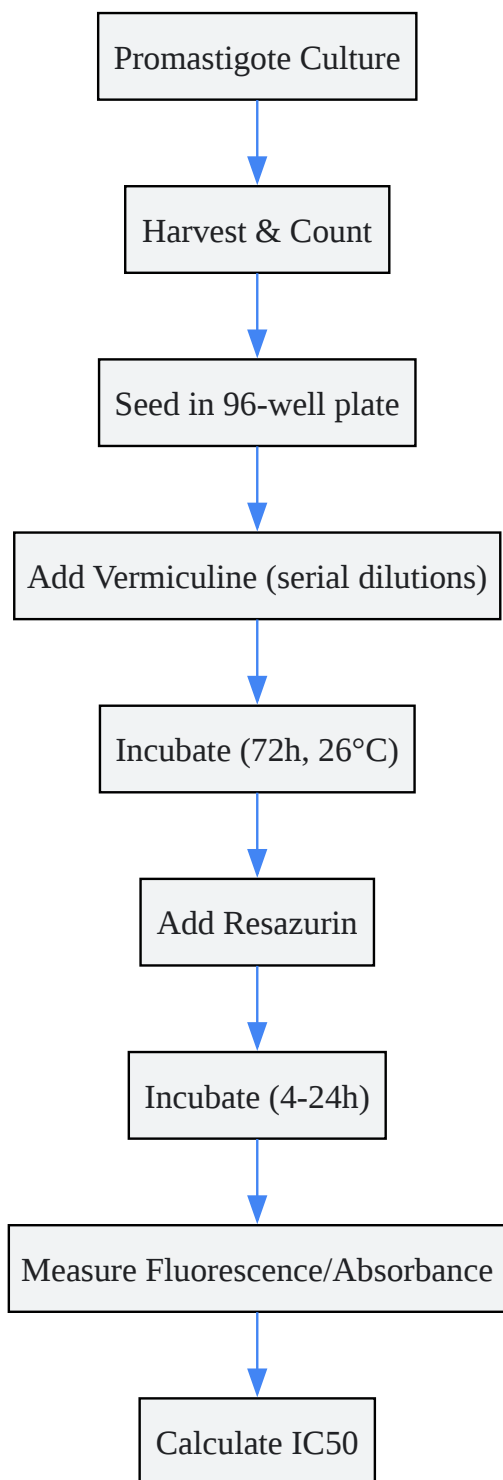 Promastigote Culture
Harvest & Count
Seed in 96-well plate
Add Vermiculine (serial dilutions)
Incubate (72h, 26°C)
Add Resazurin
Incubate (4-24h)
Measure Fluorescence/Absorbance
Calculate IC50